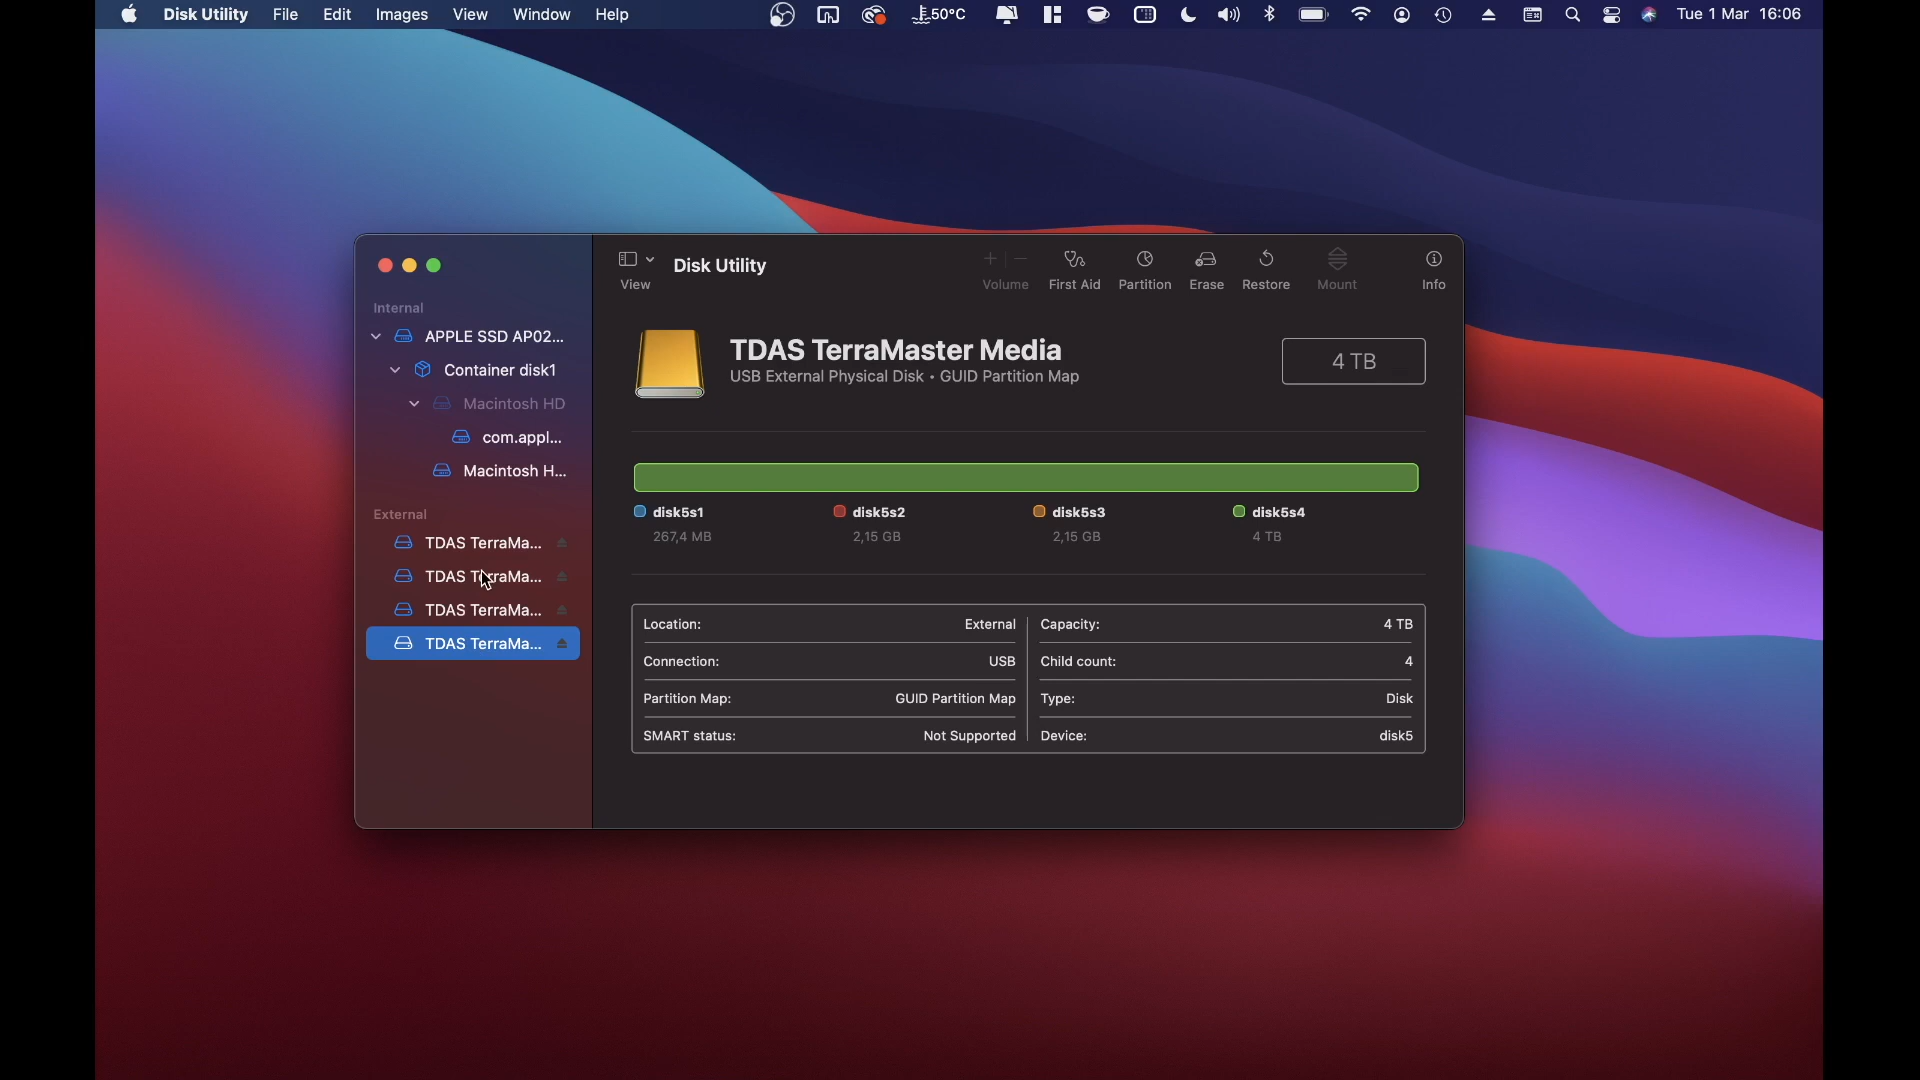 Disk Utility File Edit Images View Window Help 50°C Tue 1 Mar 16:06
Disk Utility
View
Volume First Aid Partition Erase Restore Mount Info
Internal
APPLE SSD AP02...
Container disk1
Macintosh HD
com.appl...
Macintosh H...
External
TDAS TerraMa...
TDAS TerraMa...
TDAS TerraMa...
TDAS TerraMa...
TDAS TerraMaster Media
USB External Physical Disk • GUID Partition Map
4 TB
disk5s1 disk5s2 disk5s3 disk5s4
267,4 MB 2,15 GB 2,15 GB 4 TB
Location: External Capacity: 4 TB
Connection: USB Child count: 4
Partition Map: GUID Partition Map Type: Disk
SMART status: Not Supported Device: disk5